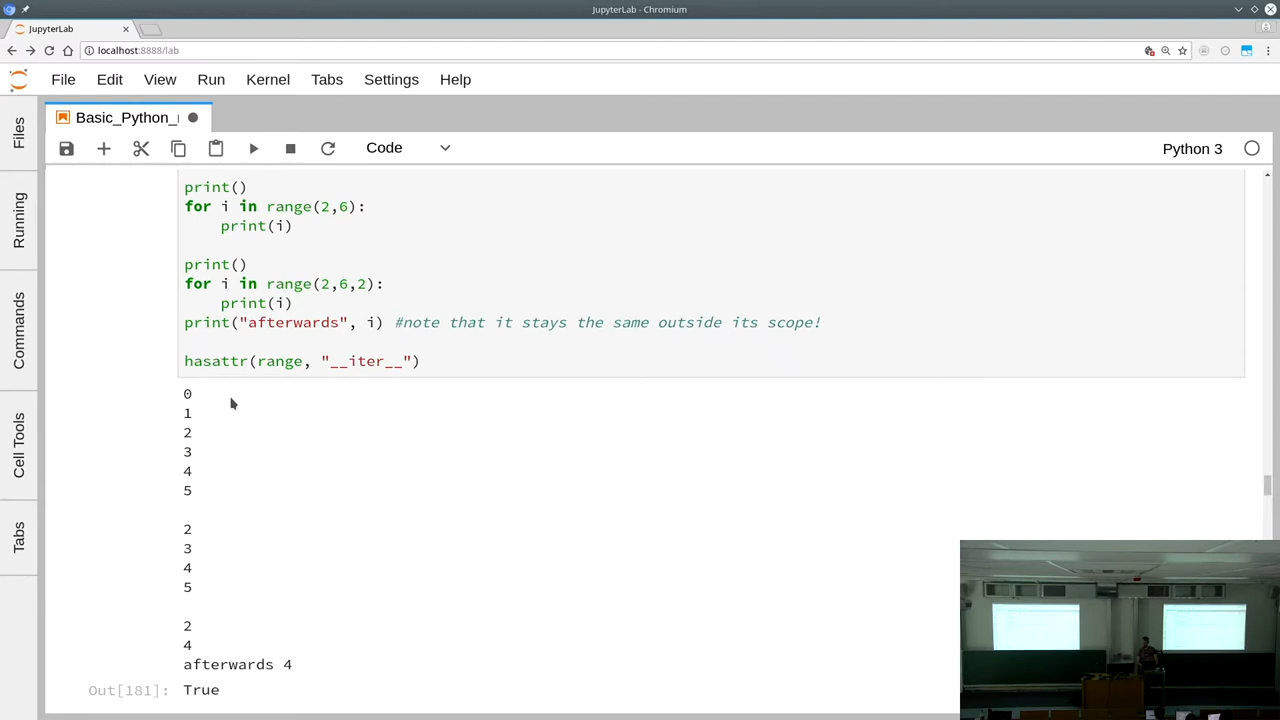 JupyterLab - Chromium
JupyterLab
localhost:8888/lab
File Edit View Run Kernel Tabs Settings Help
Files
Running
Commands
Cell Tools
Tabs
Basic_Python_
Code
Python 3
print()
for i in range(2,6):
    print(i)
print()
for i in range(2,6,2):
    print(i)
print("afterwards", i) #note that it stays the same outside its scope!
hasattr(range, "__iter__")
0
1
2
3
4
5
2
3
4
5
2
4
afterwards 4
Out[181]: True